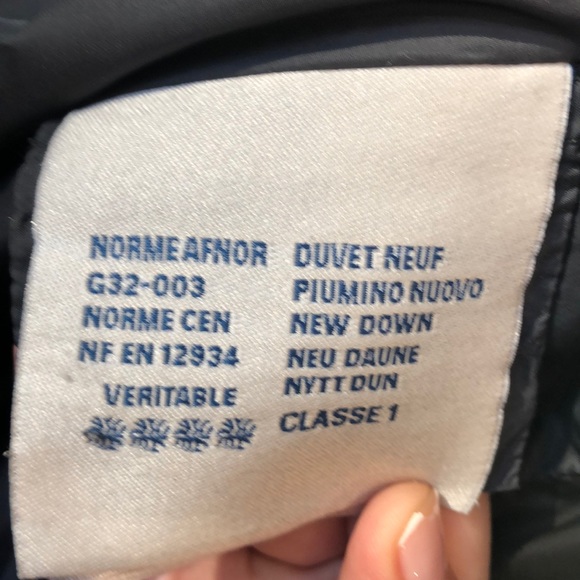 NORME AFNOR
G32-003
NORME CEN
NF EN 12934
VERITABLE
DUVET NEUF
PIUMINO NUOVO
NEW DOWN
NEU DAUNE
NYTT DUN
CLASSE 1